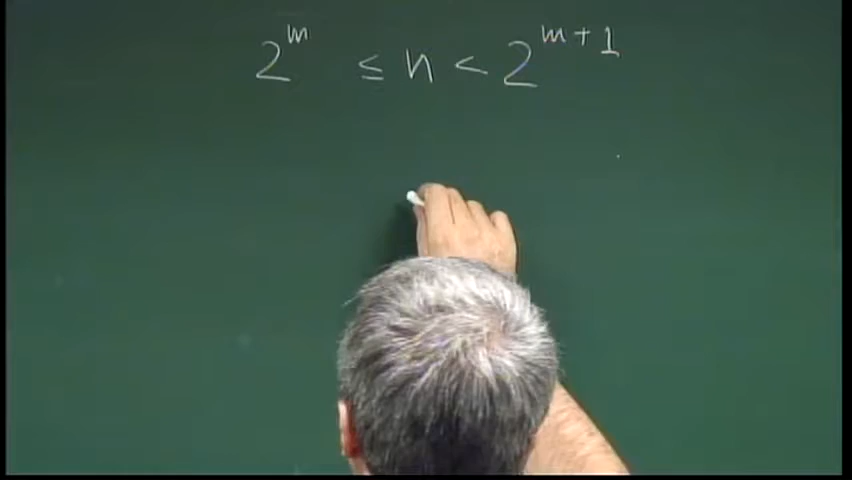 2^m ≤ n < 2^{m+1}